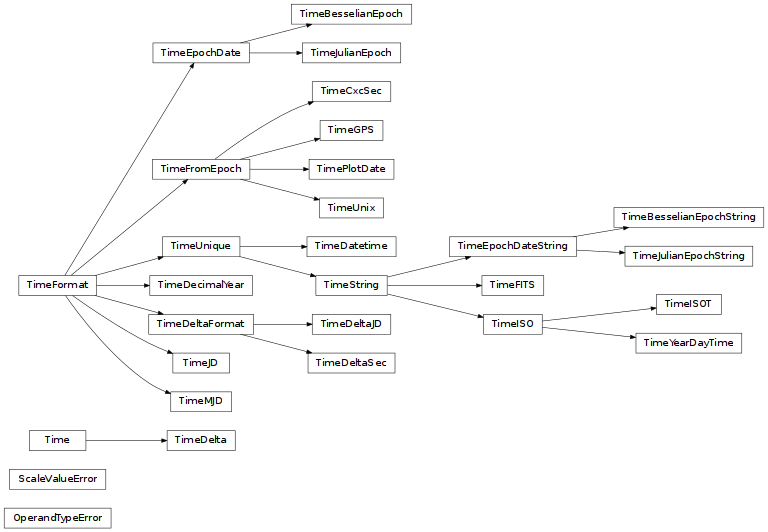 TimeBesselianEpoch
TimeEpochDate
TimeJulianEpoch
TimeCxcSec
TimeGPS
TimeFromEpoch
TimePlotDate
TimeUnix
TimeBesselianEpochString
TimeUnique
TimeDatetime
TimeEpochDateString
TimeJulianEpochString
TimeFormat
TimeDecimalYear
TimeString
TimeFITS
TimeISOT
TimeDeltaFormat
TimeDeltaJD
TimeISO
TimeYearDayTime
TimeJD
TimeDeltaSec
TimeMJD
Time
TimeDelta
ScaleValueError
OperandTypeError